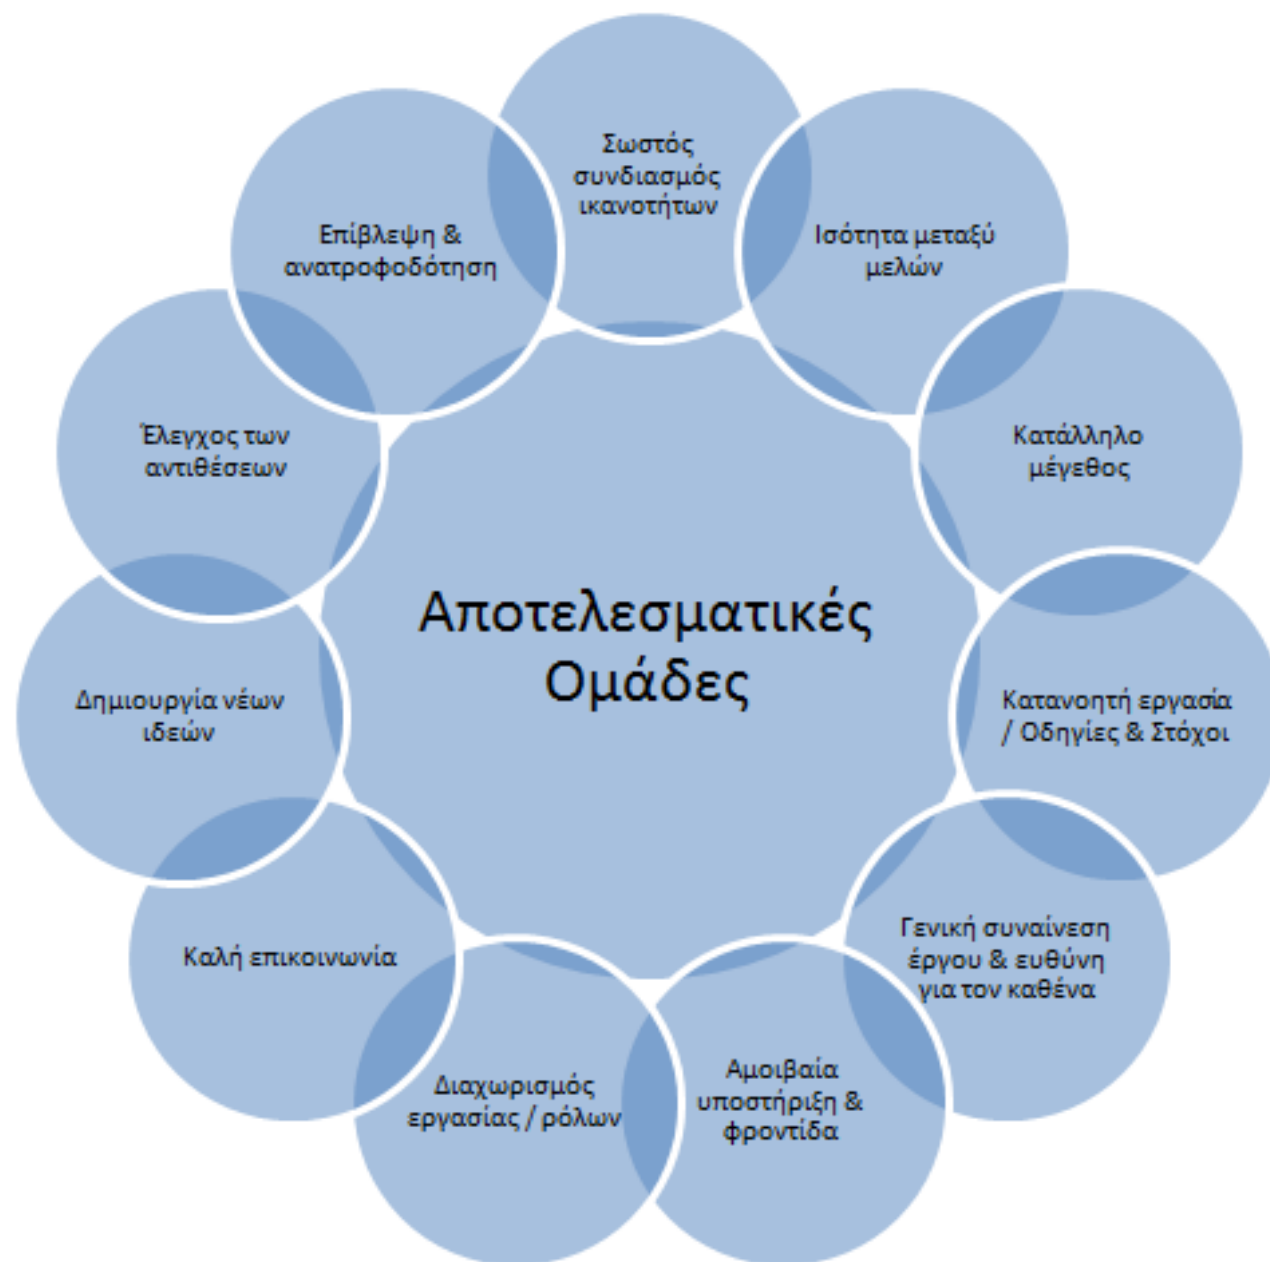 Σωστός
συνδιασμός
ικανοτήτων
Ισότητα μεταξύ
μελών
Κατάλληλο
μέγεθος
Κατανοητή εργασία
/ Οδηγίες & Στόχοι
Γενική συναίνεση
έργου & ευθύνη
για τον καθένα
Αμοιβαία
υποστήριξη &
φροντίδα
Διαχωρισμός
εργασίας / ρόλων
Καλή επικοινωνία
Δημιουργία νέων
ιδεών
Έλεγχος των
αντιθέσεων
Επίβλεψη &
ανατροφοδότηση
Αποτελεσματικές
Ομάδες